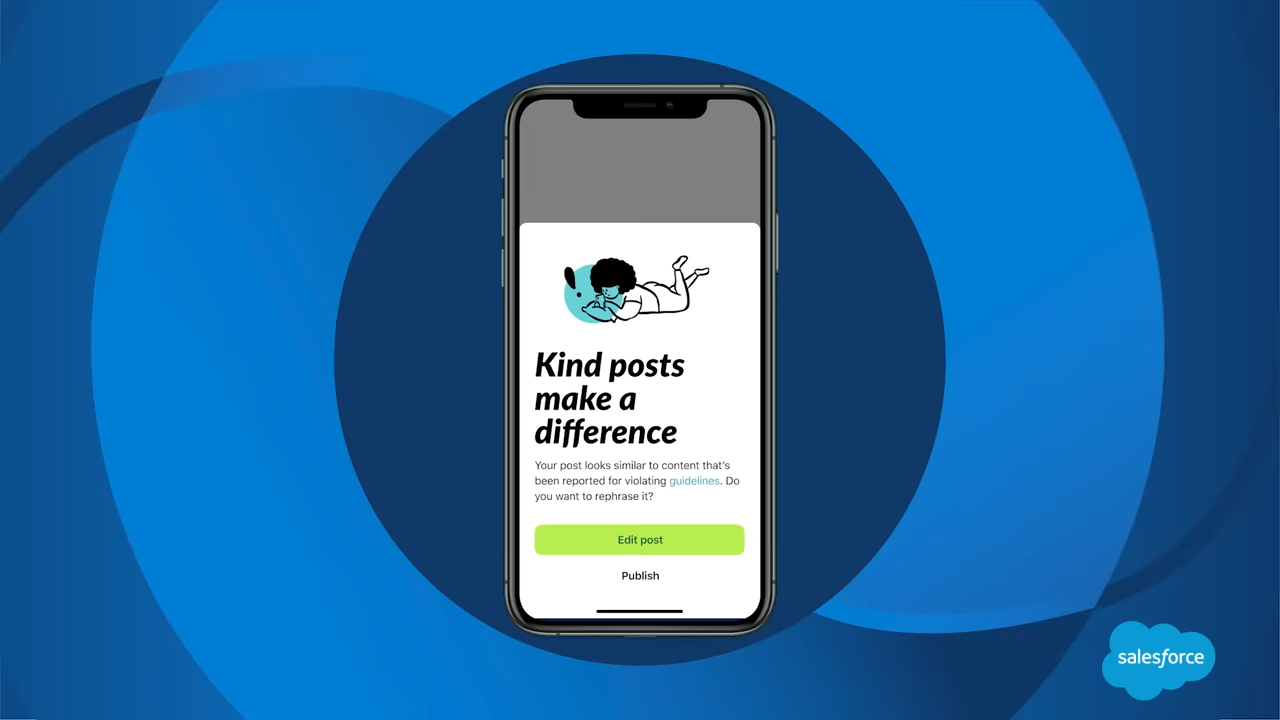 Kind posts
make a
difference
Your post looks similar to content that's
been reported for violating guidelines. Do
you want to rephrase it?
Edit post
Publish
salesforce